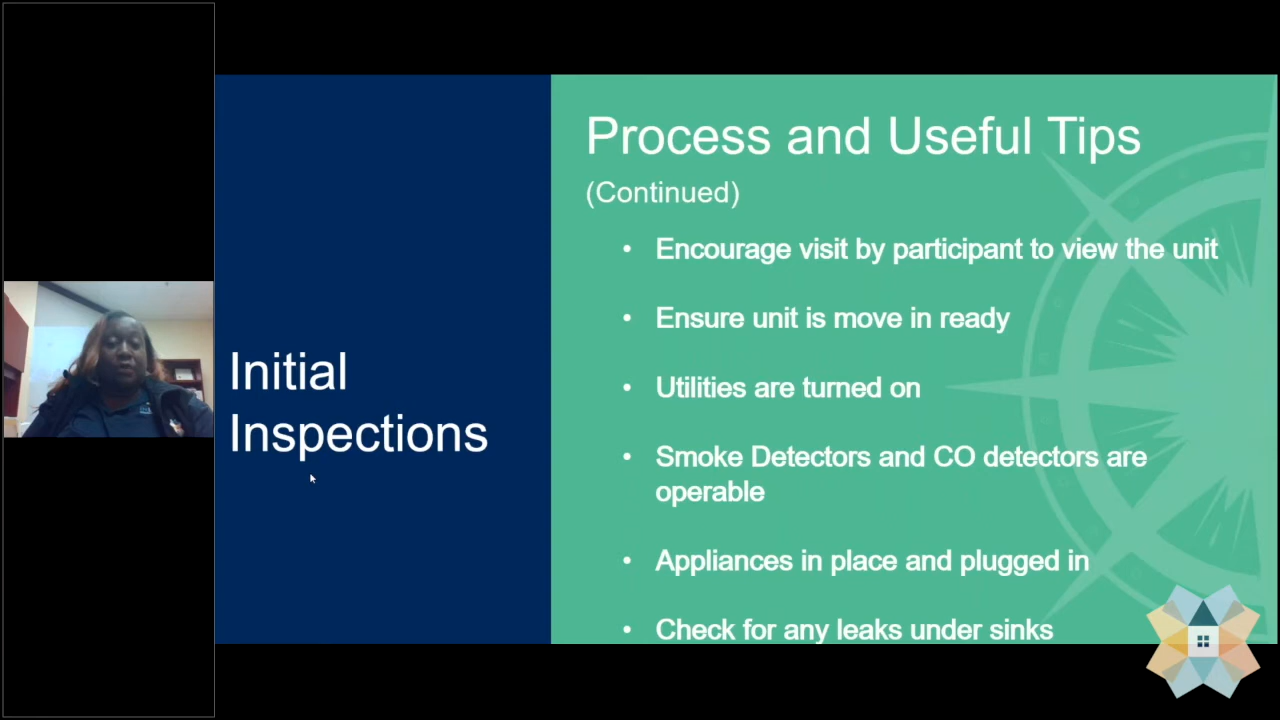 Initial
Inspections
Process and Useful Tips
(Continued)
• Encourage visit by participant to view the unit
• Ensure unit is move in ready
• Utilities are turned on
• Smoke Detectors and CO detectors are
operable
• Appliances in place and plugged in
• Check for any leaks under sinks